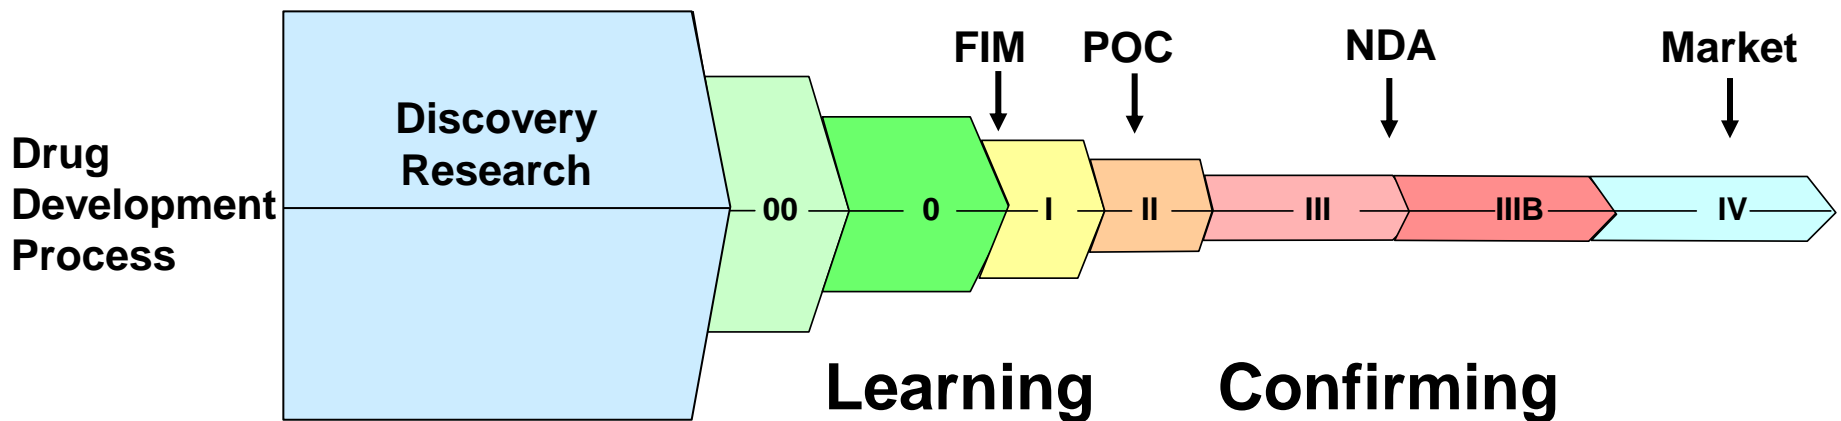 FIM
POC
NDA
Market
Discovery
Research
Drug
Development
Process
00
0
I
II
III
IIIB
IV
Learning
Confirming